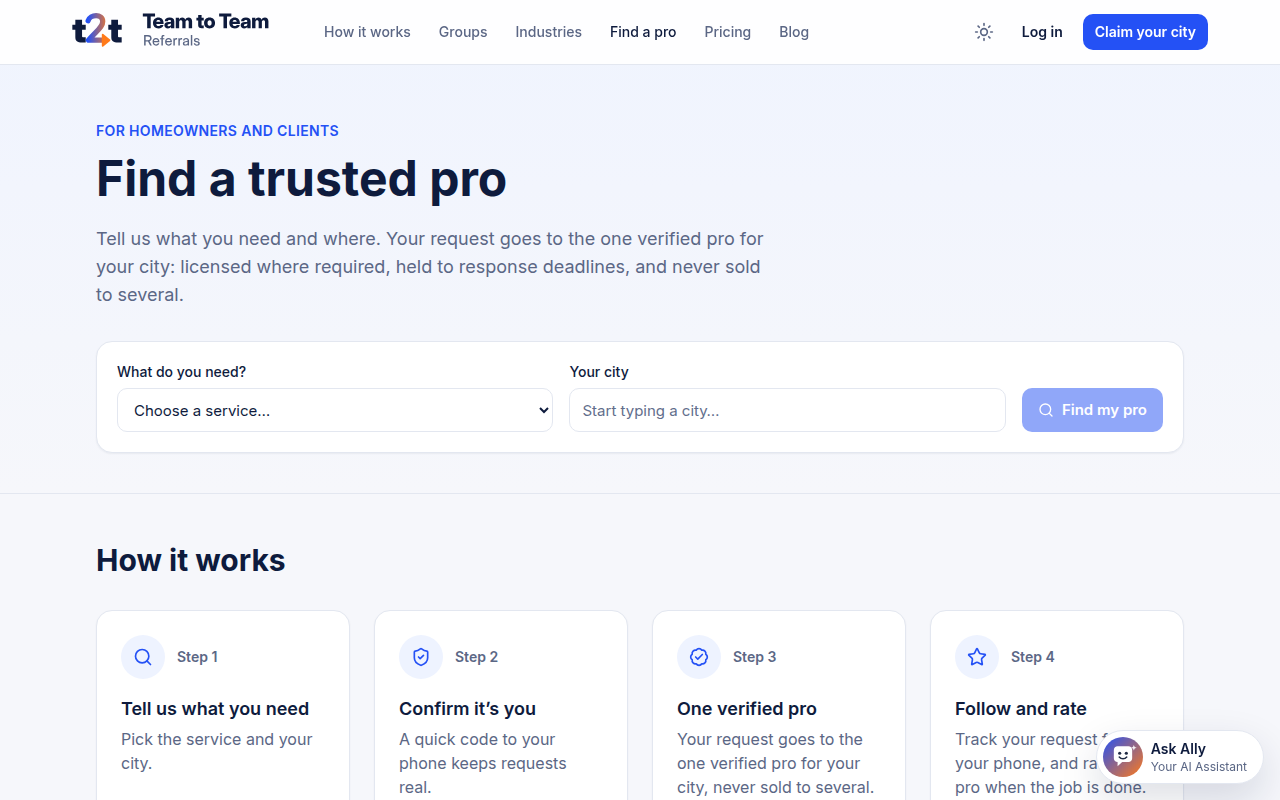 t2t
Team to Team
Referrals
How it works
Groups
Industries
Find a pro
Pricing
Blog
Log in
Claim your city
FOR HOMEOWNERS AND CLIENTS
Find a trusted pro
Tell us what you need and where. Your request goes to the one verified pro for
your city: licensed where required, held to response deadlines, and never sold
to several.
What do you need?
Choose a service...
Your city
Start typing a city...
Find my pro
How it works
Step 1
Tell us what you need
Pick the service and your
city.
Step 2
Confirm it’s you
A quick code to your
phone keeps requests
real.
Step 3
One verified pro
Your request goes to the
one verified pro for your
city, never sold to several.
Step 4
Follow and rate
Track your request
your phone, and
pro when the job is done.
Ask Ally
Your AI Assistant